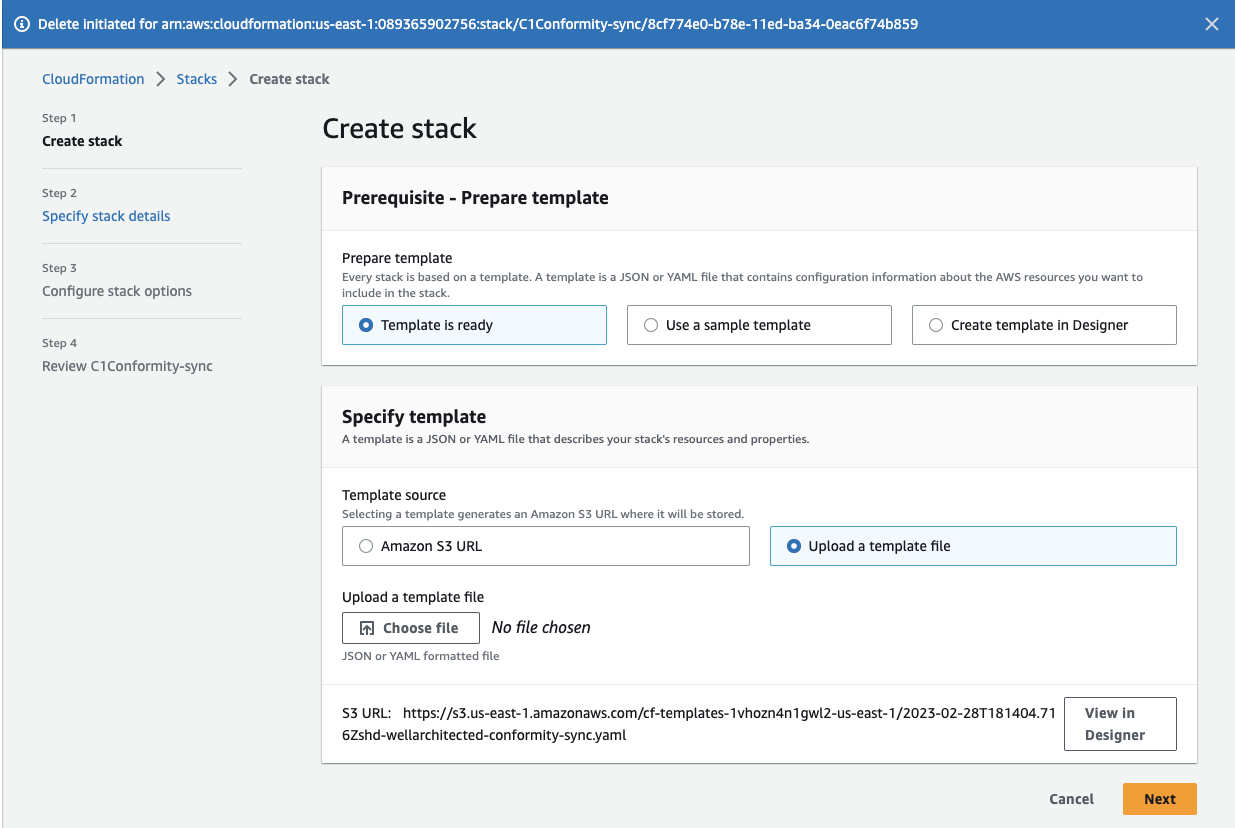 Delete initiated for arn:aws:cloudformation:us-east-1:089365902756:stack/C1Conformity-sync/8cf774e0-b78e-11ed-ba34-0eac6f74b859
CloudFormation > Stacks > Create stack
Step 1
Create stack
Step 2
Specify stack details
Step 3
Configure stack options
Step 4
Review C1Conformity-sync
Create stack
Prerequisite - Prepare template
Prepare template
Every stack is based on a template. A template is a JSON or YAML file that contains configuration information about the AWS resources you want to
include in the stack.
Template is ready
Use a sample template
Create template in Designer
Specify template
A template is a JSON or YAML file that describes your stack's resources and properties.
Template source
Selecting a template generates an Amazon S3 URL where it will be stored.
Amazon S3 URL
Upload a template file
Upload a template file
Choose file
No file chosen
JSON or YAML formatted file
S3 URL: https://s3.us-east-1.amazonaws.com/cf-templates-1vhozn4n1gwl2-us-east-1/2023-02-28T181404.71
6Zshd-wellarchitected-conformity-sync.yaml
View in
Designer
Cancel
Next